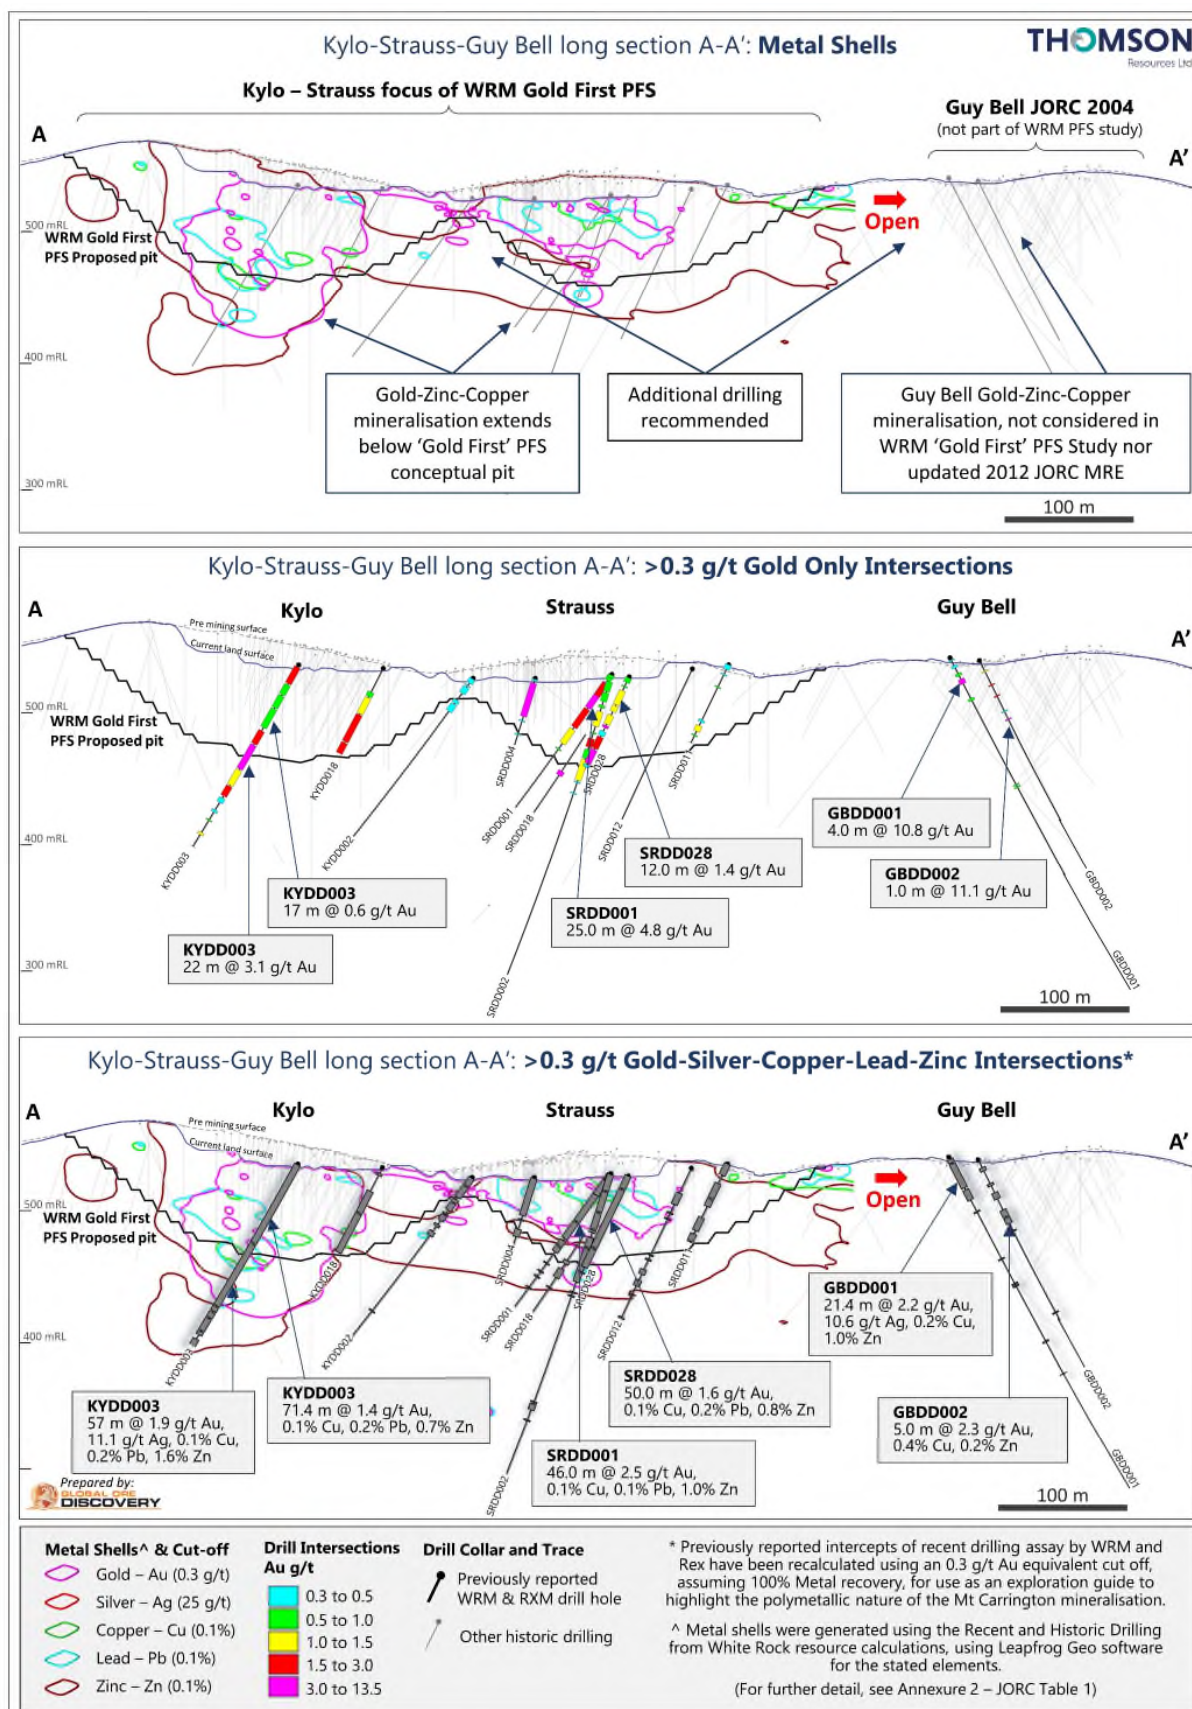 Kylo-Strauss-Guy Bell long section A-A’: Metal Shells
THOMSON
Resources Ltd
Kylo – Strauss focus of WRM Gold First PFS
Guy Bell JORC 2004
(not part of WRM PFS study)
A
A’
500 mRL
WRM Gold First
PFS Proposed pit
Open
400 mRL
Gold-Zinc-Copper
mineralisation extends
below ‘Gold First’ PFS
conceptual pit
Additional drilling
recommended
Guy Bell Gold-Zinc-Copper
mineralisation, not considered in
WRM ‘Gold First’ PFS Study nor
updated 2012 JORC MRE
300 mRL
100 m
Kylo-Strauss-Guy Bell long section A-A’: >0.3 g/t Gold Only Intersections
A
Kylo
Strauss
Guy Bell
A’
Pre mining surface
Current land surface
500 mRL
WRM Gold First
PFS Proposed pit
KYDD003
KYDD018
KYDD002
SRDD004
SRDD001
SRDD018
SRDD028
SRDD012
SRDD011
SRDD002
GBDD002
GBDD001
400 mRL
GBDD001
4.0 m @ 10.8 g/t Au
SRDD028
12.0 m @ 1.4 g/t Au
GBDD002
1.0 m @ 11.1 g/t Au
KYDD003
17 m @ 0.6 g/t Au
SRDD001
25.0 m @ 4.8 g/t Au
KYDD003
22 m @ 3.1 g/t Au
300 mRL
100 m
Kylo-Strauss-Guy Bell long section A-A’: >0.3 g/t Gold-Silver-Copper-Lead-Zinc Intersections*
A
Kylo
Strauss
Guy Bell
A’
Pre mining surface
Current land surface
500 mRL
WRM Gold First
PFS Proposed pit
Open
KYDD003
KYDD018
KYDD002
SRDD004
SRDD001
SRDD018
SRDD028
SRDD012
SRDD011
SRDD002
GBDD002
GBDD001
400 mRL
GBDD001
21.4 m @ 2.2 g/t Au,
10.6 g/t Ag, 0.2% Cu,
1.0% Zn
SRDD028
50.0 m @ 1.6 g/t Au,
0.1% Cu, 0.2% Pb, 0.8% Zn
KYDD003
71.4 m @ 1.4 g/t Au,
0.1% Cu, 0.2% Pb, 0.7% Zn
KYDD003
57 m @ 1.9 g/t Au,
11.1 g/t Ag, 0.1% Cu,
0.2% Pb, 1.6% Zn
GBDD002
5.0 m @ 2.3 g/t Au,
0.4% Cu, 0.2% Zn
SRDD001
46.0 m @ 2.5 g/t Au,
0.1% Cu, 0.1% Pb, 1.0% Zn
Prepared by:
GLOBAL ORE
DISCOVERY
100 m
Metal Shells^ & Cut-off
Gold – Au (0.3 g/t)
Silver – Ag (25 g/t)
Copper – Cu (0.1%)
Lead – Pb (0.1%)
Zinc – Zn (0.1%)
Drill Intersections
Au g/t
0.3 to 0.5
0.5 to 1.0
1.0 to 1.5
1.5 to 3.0
3.0 to 13.5
Drill Collar and Trace
Previously reported
WRM & RXM drill hole
Other historic drilling
* Previously reported intercepts of recent drilling assay by WRM and
Rex have been recalculated using an 0.3 g/t Au equivalent cut off,
assuming 100% Metal recovery, for use as an exploration guide to
highlight the polymetallic nature of the Mt Carrington mineralisation.
^ Metal shells were generated using the Recent and Historic Drilling
from White Rock resource calculations, using Leapfrog Geo software
for the stated elements.
(For further detail, see Annexure 2 – JORC Table 1)